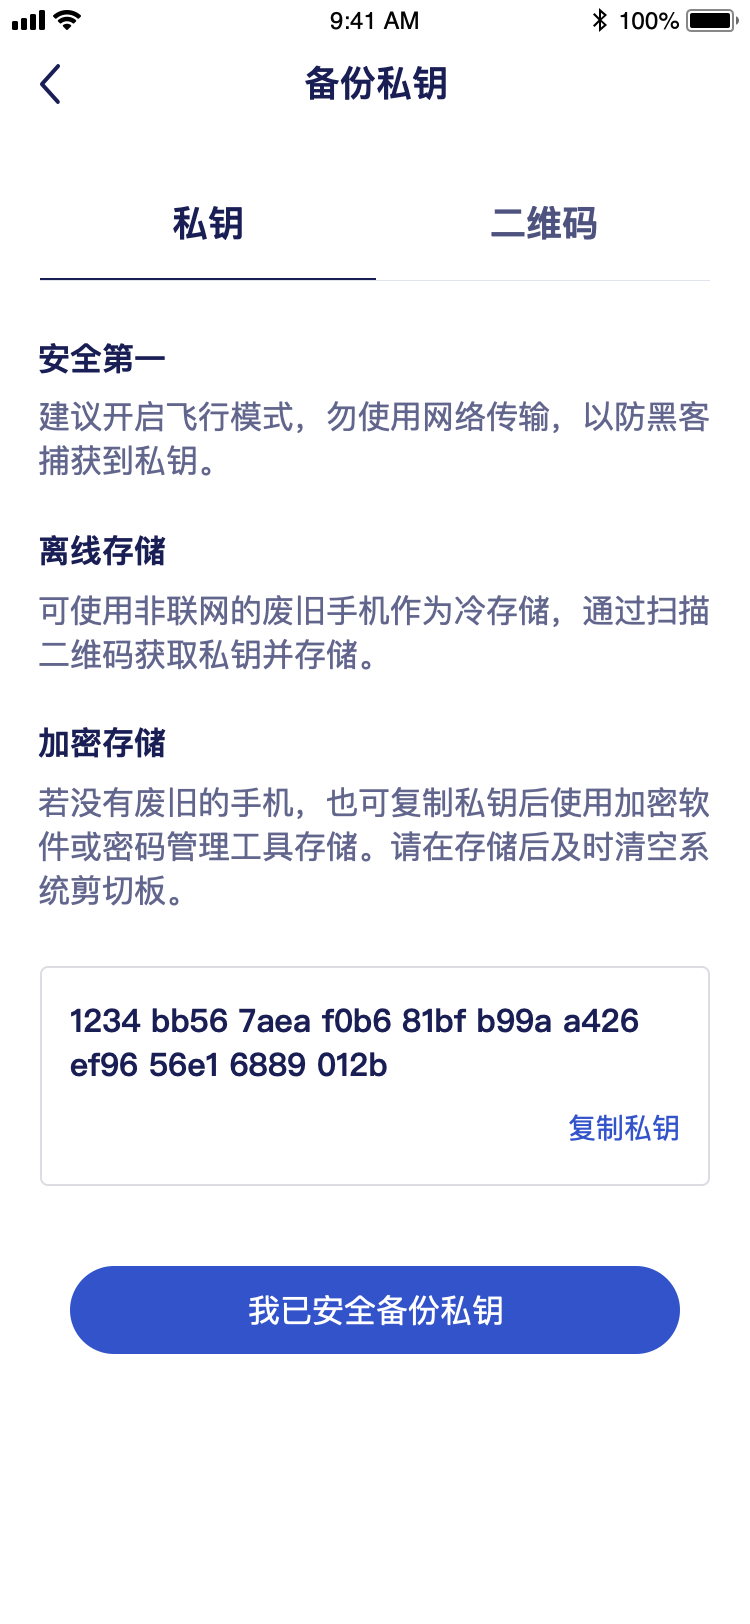 9:41 AM
100%
备份私钥
私钥
二维码
安全第一
建议开启飞行模式，勿使用网络传输，以防黑客
捕获到私钥。
离线存储
可使用非联网的废旧手机作为冷存储，通过扫描
二维码获取私钥并存储。
加密存储
若没有废旧的手机，也可复制私钥后使用加密软
件或密码管理工具存储。请在存储后及时清空系
统剪切板。
1234 bb56 7aea f0b6 81bf b99a a426
ef96 56e1 6889 012b
复制私钥
我已安全备份私钥